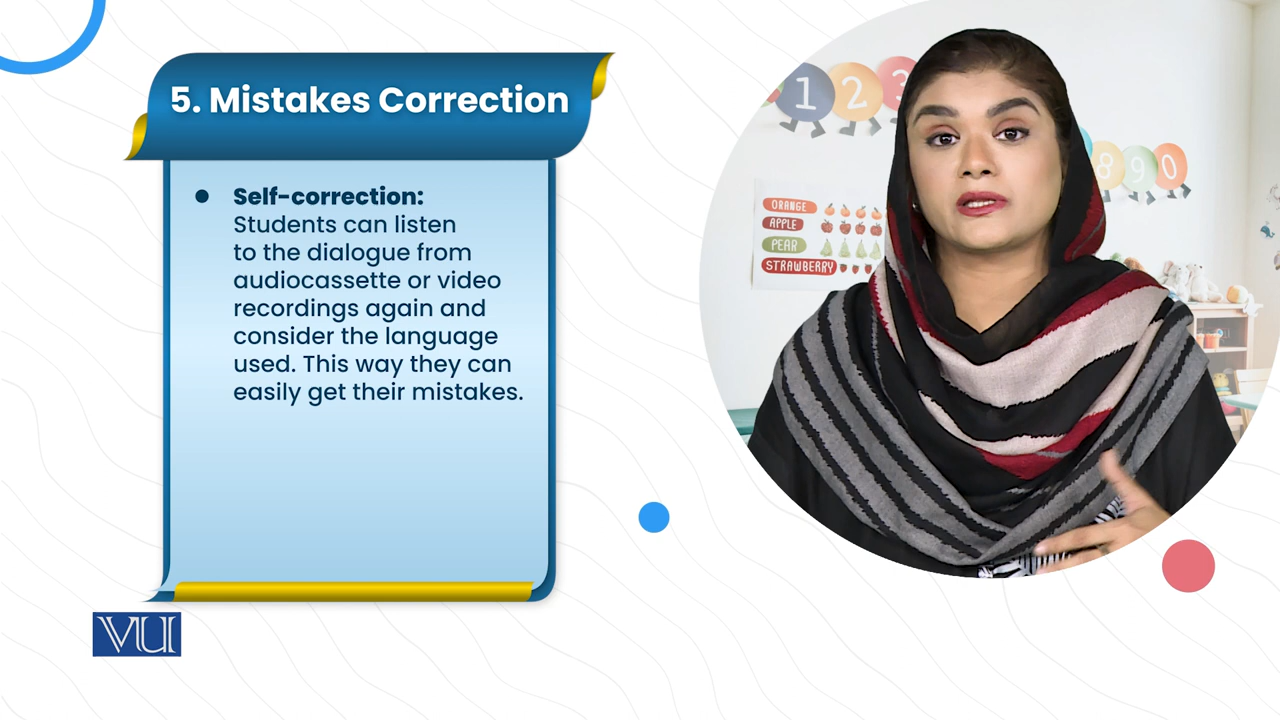 5. Mistakes Correction
● Self-correction:
Students can listen
to the dialogue from
audiocassette or video
recordings again and
consider the language
used. This way they can
easily get their mistakes.
1 2 3
8 9 0
ORANGE
APPLE
PEAR
STRAWBERRY
VU